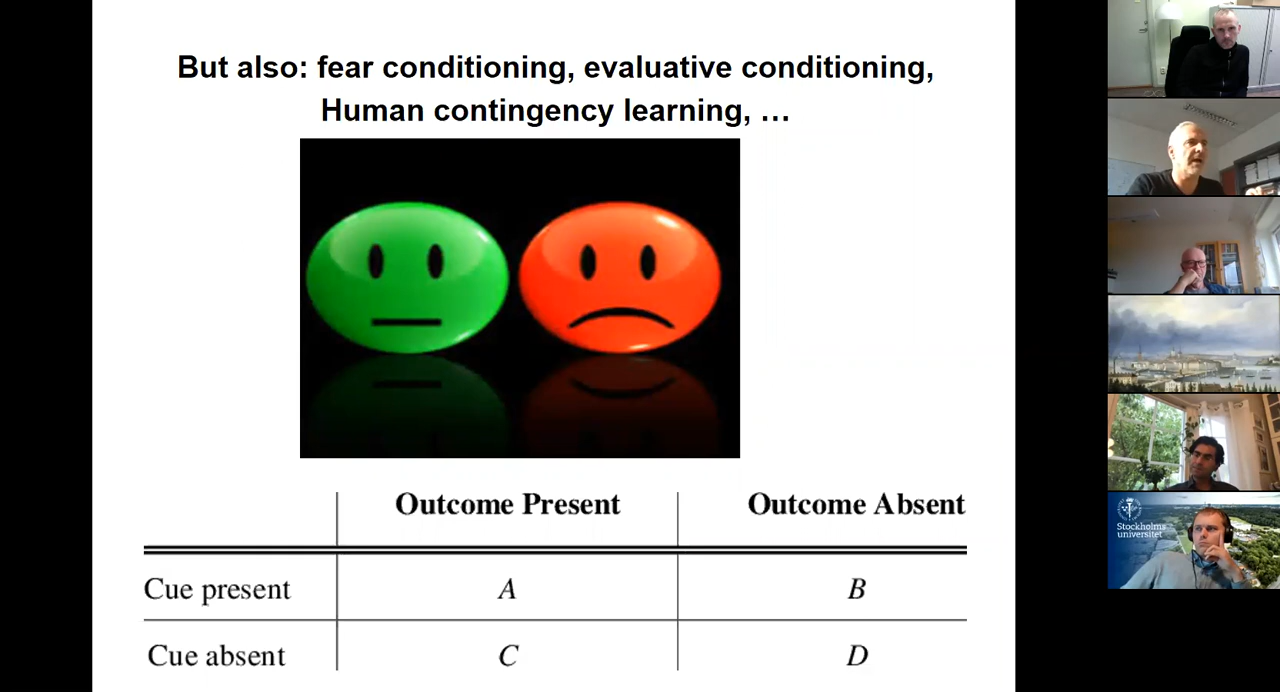 But also: fear conditioning, evaluative conditioning,
Human contingency learning, …
Outcome Present Outcome Absent
Cue present A B
Cue absent C D
Stockholms
universitet